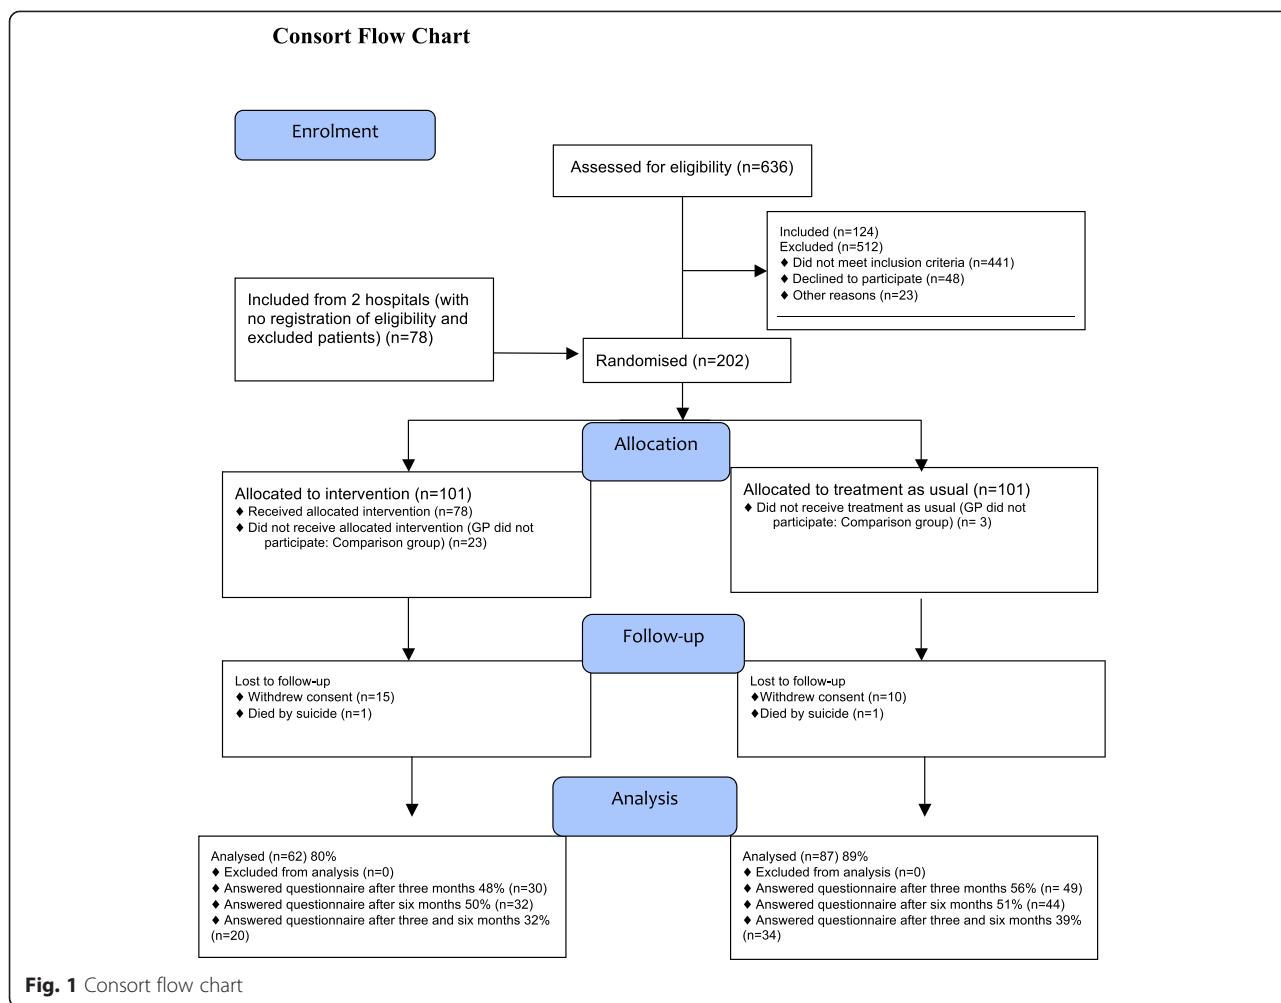 Consort Flow Chart
Enrolment
Assessed for eligibility (n=636)
Included (n=124)
Excluded (n=512)
♦ Did not meet inclusion criteria (n=441)
♦ Declined to participate (n=48)
♦ Other reasons (n=23)
Included from 2 hospitals (with
no registration of eligibility and
excluded patients) (n=78)
Randomised (n=202)
Allocation
Allocated to intervention (n=101)
♦ Received allocated intervention (n=78)
♦ Did not receive allocated intervention (GP did not
participate: Comparison group) (n=23)
Allocated to treatment as usual (n=101)
♦ Did not receive treatment as usual (GP did not
participate: Comparison group) (n= 3)
Follow-up
Lost to follow-up
♦ Withdrew consent (n=15)
♦ Died by suicide (n=1)
Lost to follow-up
♦Withdrew consent (n=10)
♦Died by suicide (n=1)
Analysis
Analysed (n=62) 80%
♦ Excluded from analysis (n=0)
♦ Answered questionnaire after three months 48% (n=30)
♦ Answered questionnaire after six months 50% (n=32)
♦ Answered questionnaire after three and six months 32%
(n=20)
Analysed (n=87) 89%
♦ Excluded from analysis (n=0)
♦ Answered questionnaire after three months 56% (n= 49)
♦ Answered questionnaire after six months 51% (n=44)
♦ Answered questionnaire after three and six months 39%
(n=34)
Fig. 1 Consort flow chart